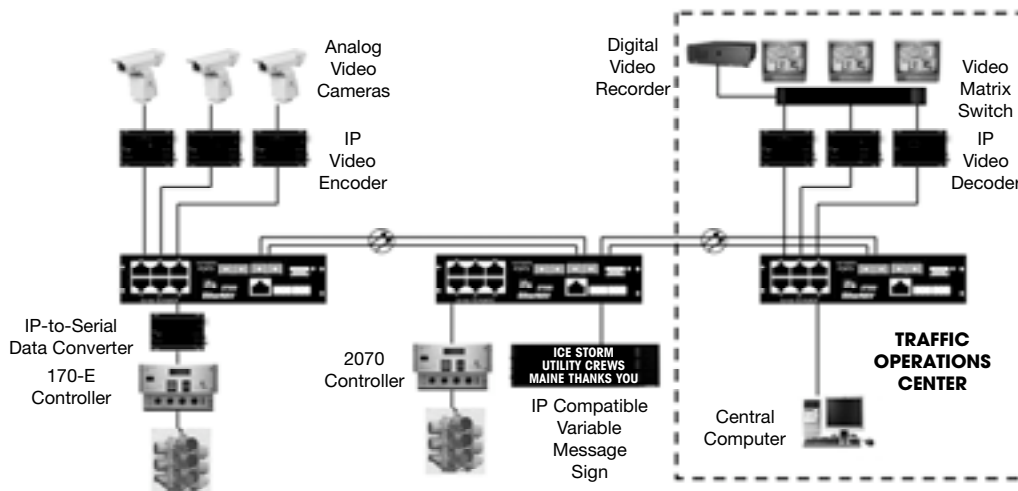 Analog
Video
Cameras
IP
Video
Encoder
Digital
Video
Recorder
Video
Matrix
Switch
IP
Video
Decoder
IP-to-Serial
Data Converter
170-E
Controller
2070
Controller
ICE STORM
UTILITY CREWS
MAINE THANKS YOU
IP Compatible
Variable
Message
Sign
TRAFFIC
OPERATIONS
CENTER
Central
Computer